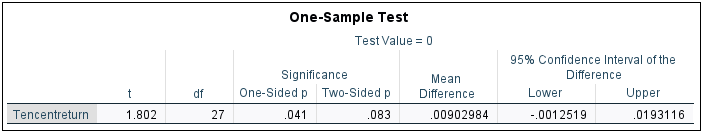 One-Sample Test
Test Value = 0
95% Confidence Interval of the
Significance Mean Difference
t df One-Sided p Two-Sided p Difference Lower Upper
Tencentreturn 1.802 27 .041 .083 .00902984 -.0012519 .0193116